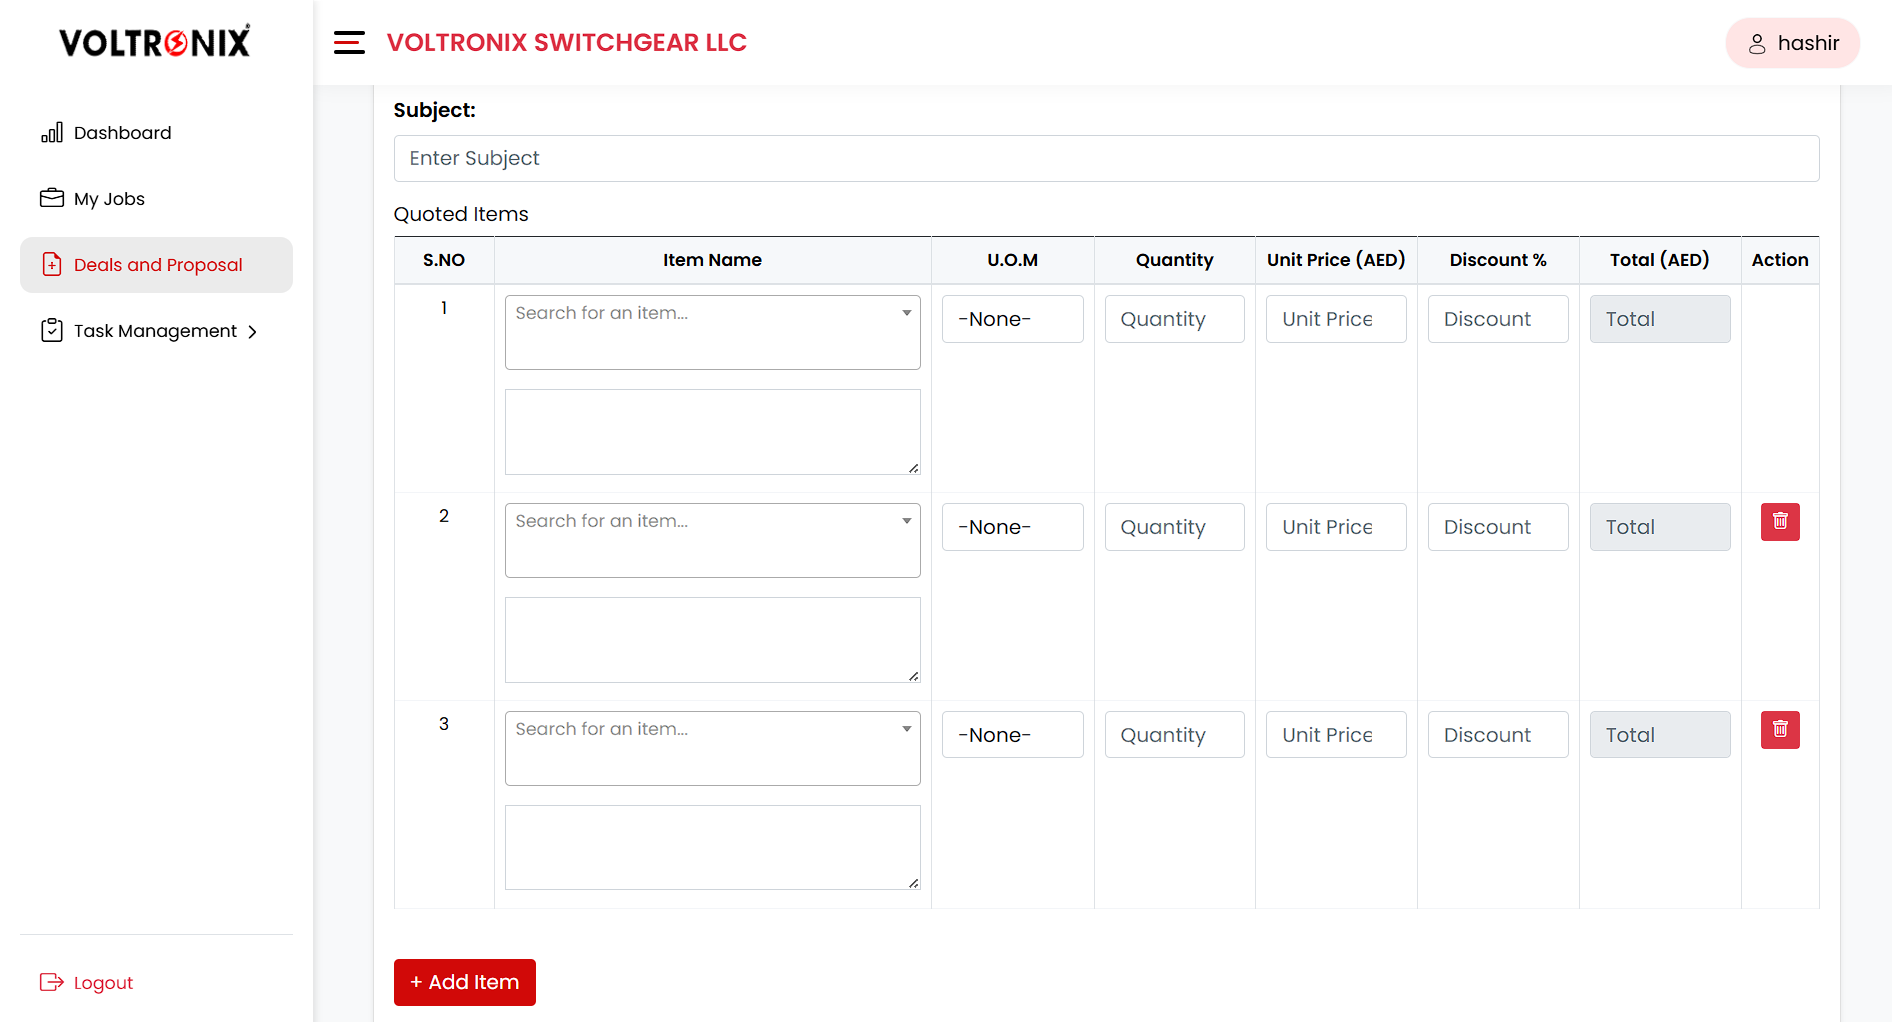 VOLTRONIX
VOLTRONIX SWITCHGEAR LLC
hashir
Dashboard
My Jobs
Deals and Proposal
Task Management
Logout
Subject:
Enter Subject
Quoted Items
S.NO Item Name U.O.M Quantity Unit Price (AED) Discount % Total (AED) Action
1 Search for an item... -None- Quantity Unit Price Discount Total
2 Search for an item... -None- Quantity Unit Price Discount Total
3 Search for an item... -None- Quantity Unit Price Discount Total
+ Add Item